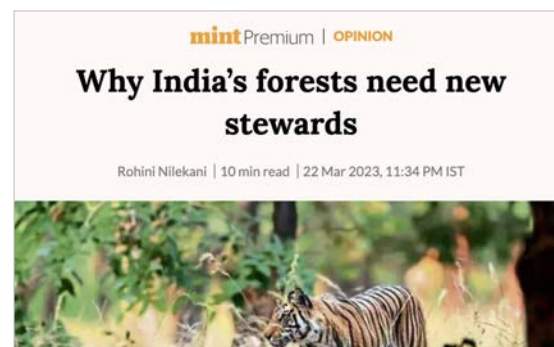 mint Premium | OPINION
Why India's forests need new
stewards
Rohini Nilekani | 10 min read | 22 Mar 2023, 11:34 PM IST